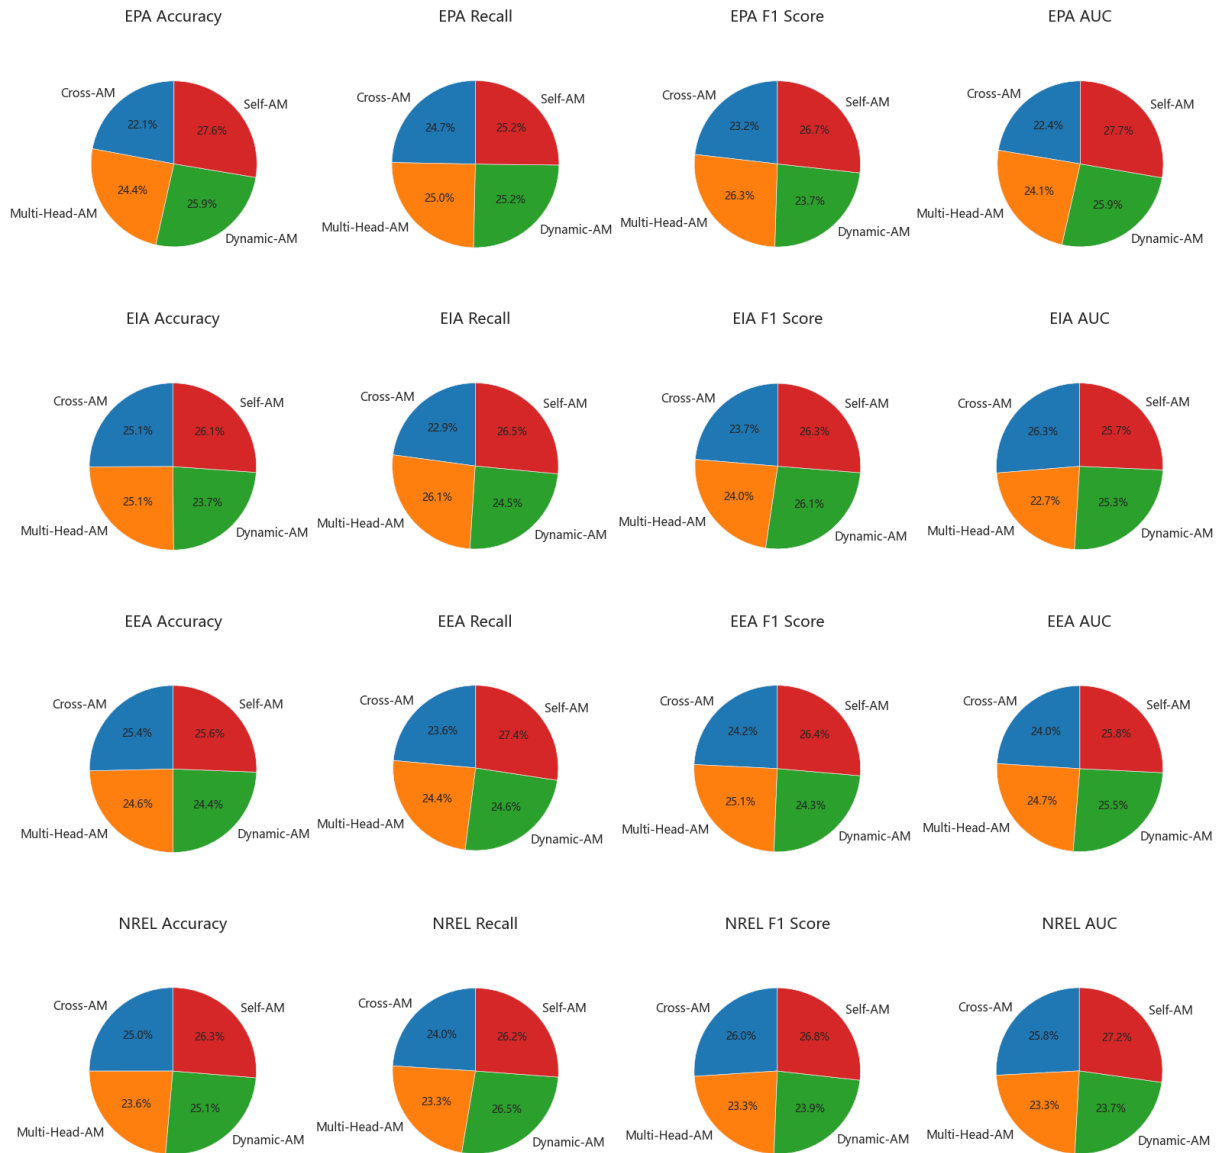 EPA Accuracy
Cross-AM
22.1%
Self-AM
27.6%
Multi-Head-AM
24.4%
Dynamic-AM
25.9%
EPA Recall
Cross-AM
24.7%
Self-AM
25.2%
Multi-Head-AM
25.0%
Dynamic-AM
25.2%
EPA F1 Score
Cross-AM
23.2%
Self-AM
26.7%
Multi-Head-AM
26.3%
Dynamic-AM
23.7%
EPA AUC
Cross-AM
22.4%
Self-AM
27.7%
Multi-Head-AM
24.1%
Dynamic-AM
25.9%
EIA Accuracy
Cross-AM
25.1%
Self-AM
26.1%
Multi-Head-AM
25.1%
Dynamic-AM
23.7%
EIA Recall
Cross-AM
22.9%
Self-AM
26.5%
Multi-Head-AM
26.1%
Dynamic-AM
24.5%
EIA F1 Score
Cross-AM
23.7%
Self-AM
26.3%
Multi-Head-AM
24.0%
Dynamic-AM
26.1%
EIA AUC
Cross-AM
26.3%
Self-AM
25.7%
Multi-Head-AM
22.7%
Dynamic-AM
25.3%
EEA Accuracy
Cross-AM
25.4%
Self-AM
25.6%
Multi-Head-AM
24.6%
Dynamic-AM
24.4%
EEA Recall
Cross-AM
23.6%
Self-AM
27.4%
Multi-Head-AM
24.4%
Dynamic-AM
24.6%
EEA F1 Score
Cross-AM
24.2%
Self-AM
26.4%
Multi-Head-AM
25.1%
Dynamic-AM
24.3%
EEA AUC
Cross-AM
24.0%
Self-AM
25.8%
Multi-Head-AM
24.7%
Dynamic-AM
25.5%
NREL Accuracy
Cross-AM
25.0%
Self-AM
26.3%
Multi-Head-AM
23.6%
Dynamic-AM
25.1%
NREL Recall
Cross-AM
24.0%
Self-AM
26.2%
Multi-Head-AM
23.3%
Dynamic-AM
26.5%
NREL F1 Score
Cross-AM
26.0%
Self-AM
26.8%
Multi-Head-AM
23.3%
Dynamic-AM
23.9%
NREL AUC
Cross-AM
25.8%
Self-AM
27.2%
Multi-Head-AM
23.3%
Dynamic-AM
23.7%